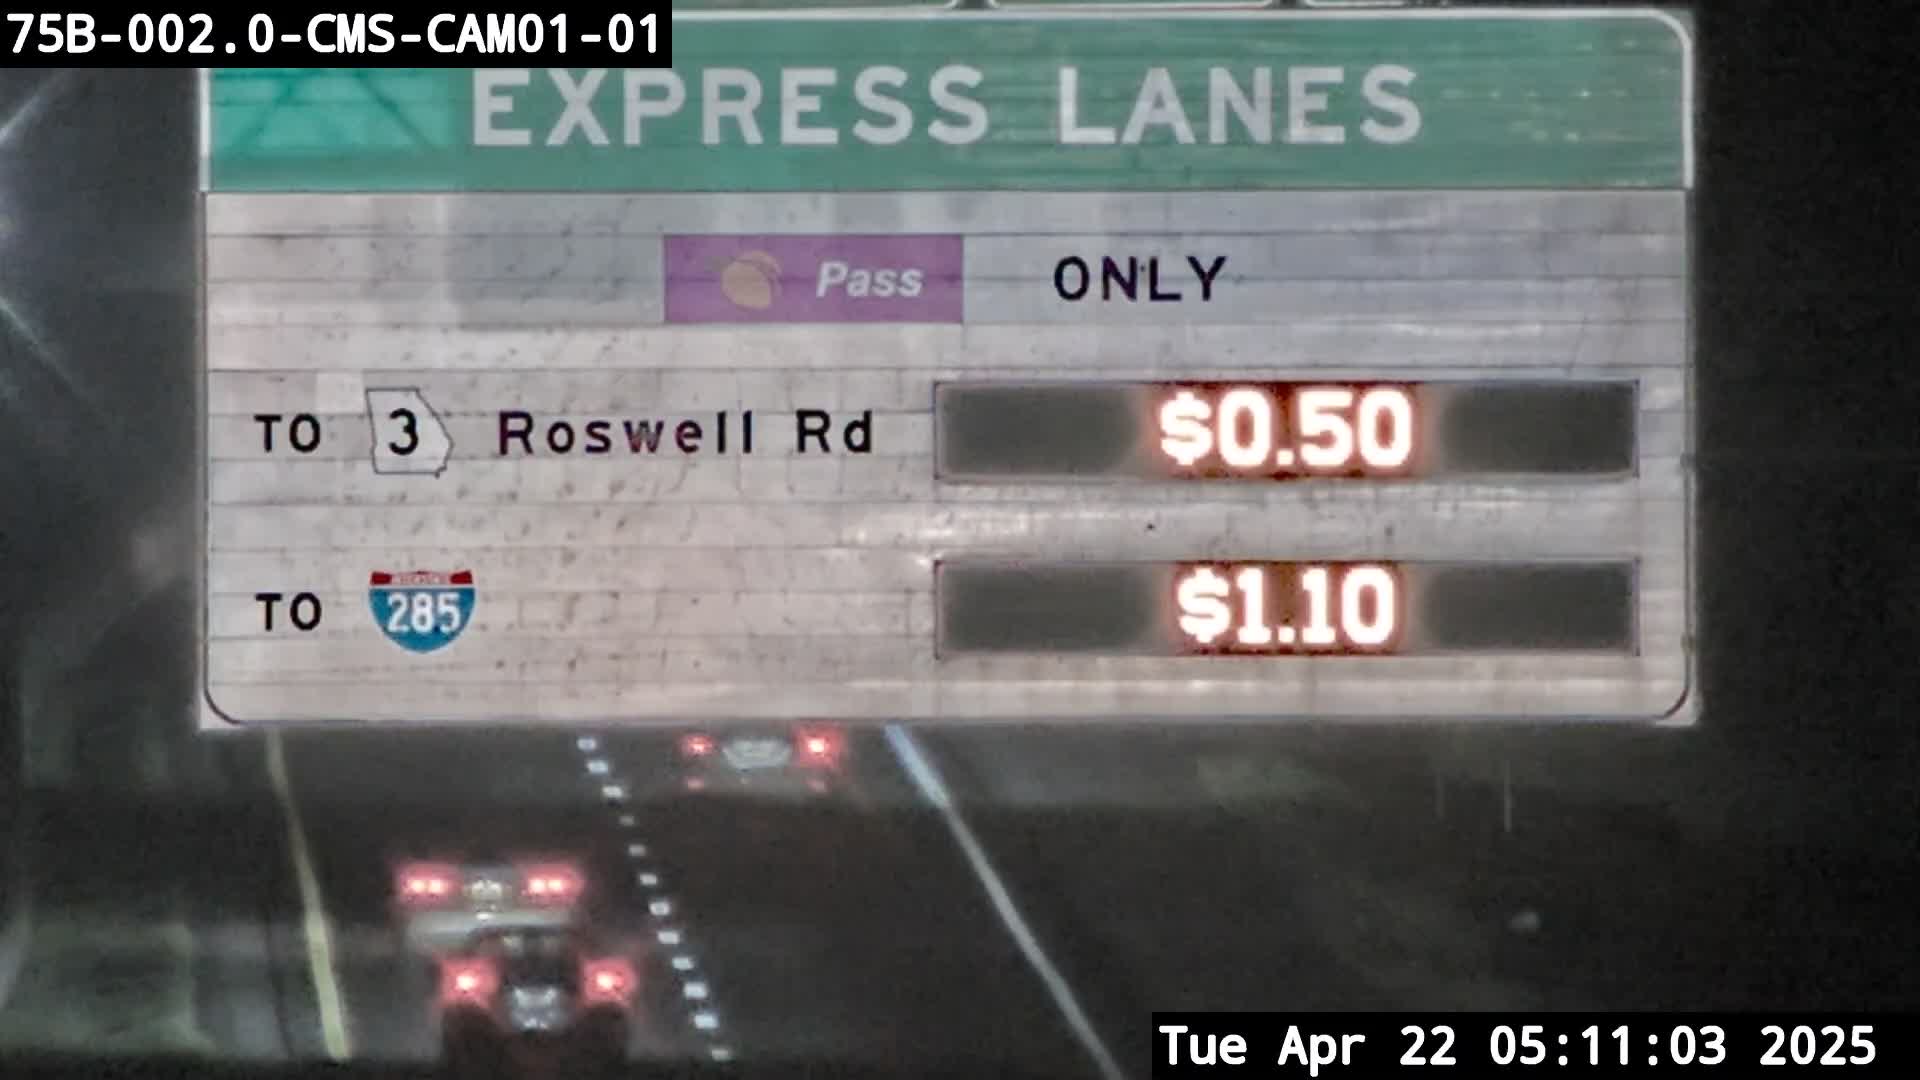 75B-002.0-CMS-CAM01-01
EXPRESS LANES
Pass ONLY
TO 3 Roswell Rd $0.50
TO 285 $1.10
Tue Apr 22 05:11:03 2025